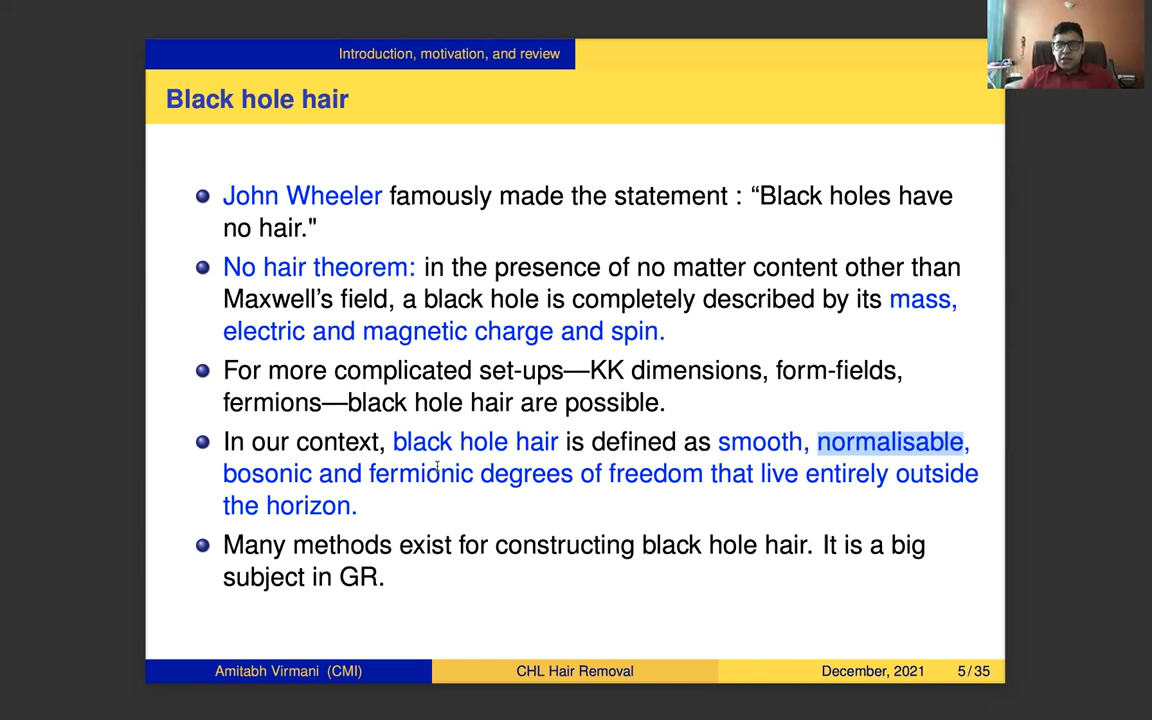 Introduction, motivation, and review
Black hole hair
John Wheeler famously made the statement : “Black holes have
no hair."
No hair theorem: in the presence of no matter content other than
Maxwell’s field, a black hole is completely described by its mass,
electric and magnetic charge and spin.
For more complicated set-ups—KK dimensions, form-fields,
fermions—black hole hair are possible.
In our context, black hole hair is defined as smooth, normalisable,
bosonic and fermionic degrees of freedom that live entirely outside
the horizon.
Many methods exist for constructing black hole hair. It is a big
subject in GR.
Amitabh Virmani (CMI) CHL Hair Removal December, 2021 5 / 35